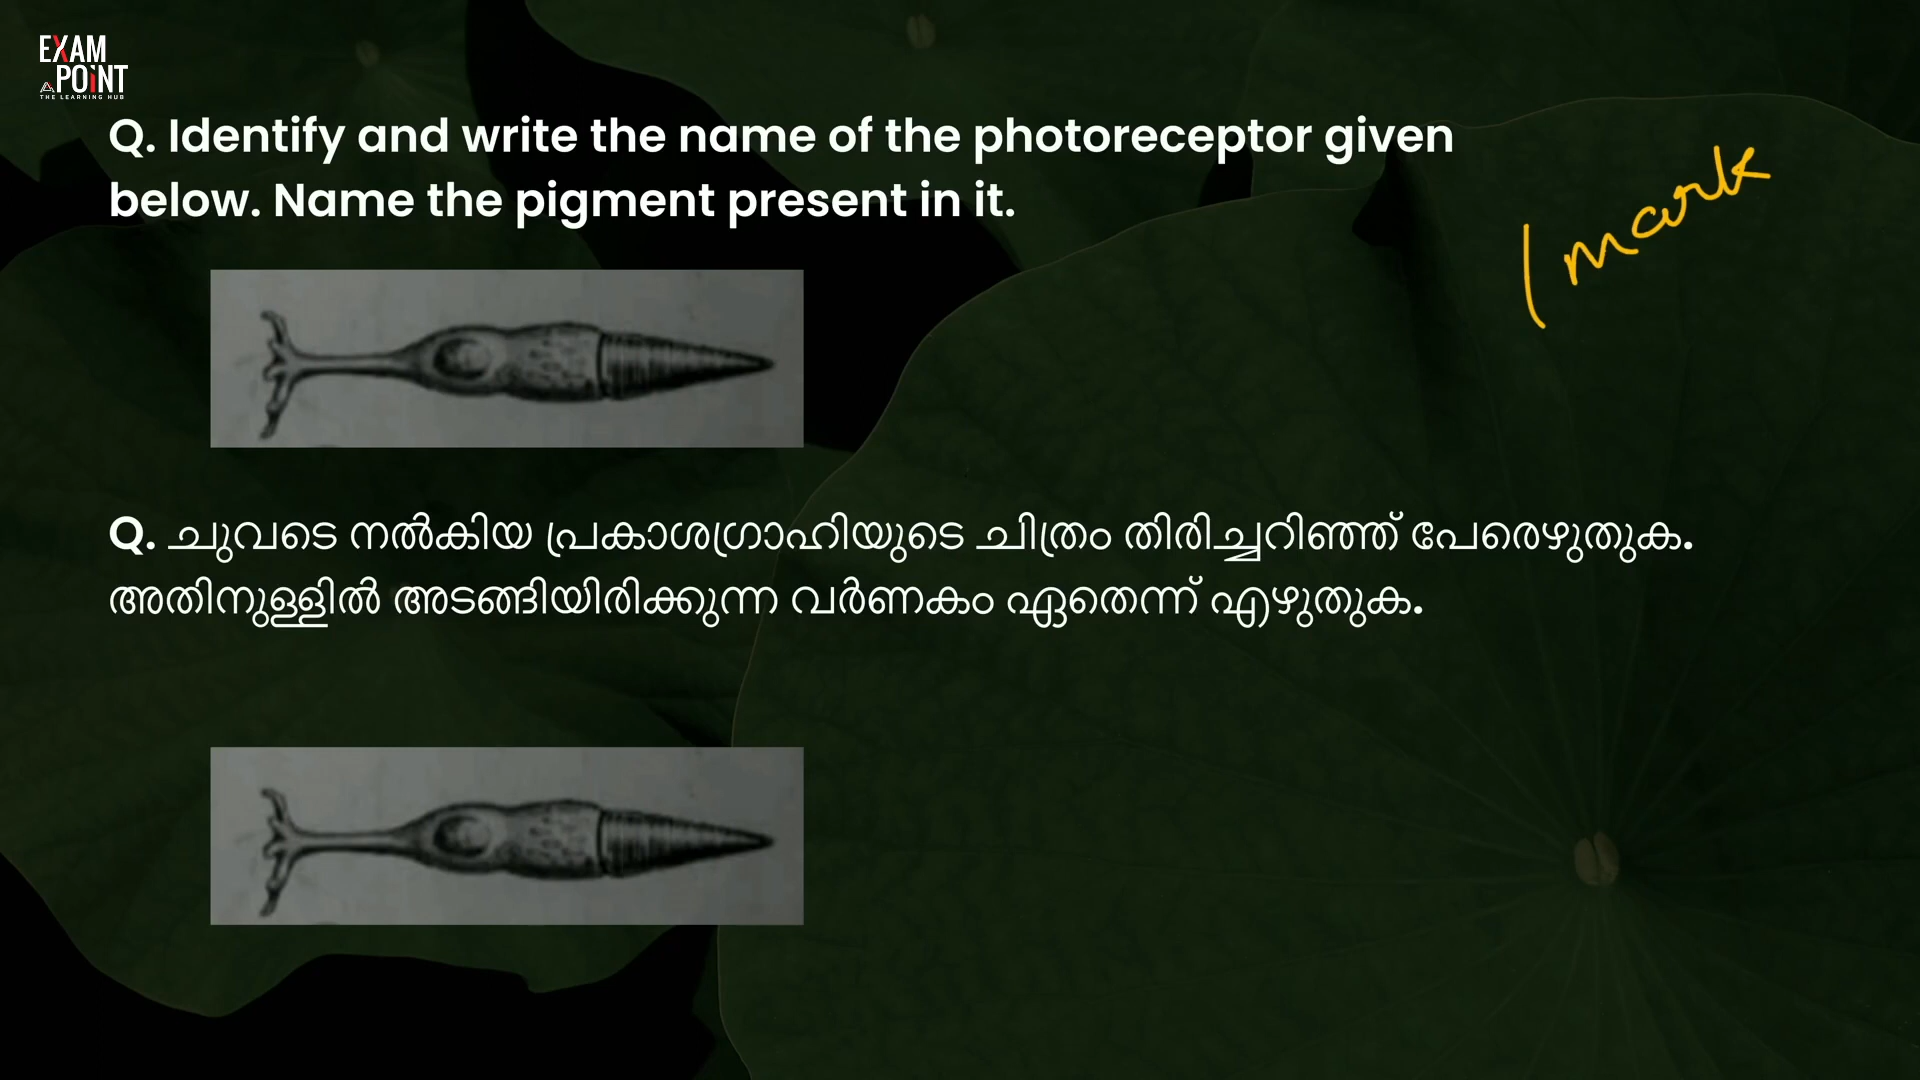 EXAM
POINT
THE LEARNING HUB
Q. Identify and write the name of the photoreceptor given
below. Name the pigment present in it.
1 mark
Q. ചുവടെ നൽകിയ പ്രകാശഗ്രാഹിയുടെ ചിത്രം തിരിച്ചറിഞ്ഞ് പേരെഴുതുക.
അതിനുള്ളിൽ അടങ്ങിയിരിക്കുന്ന വർണകം ഏതെന്ന് എഴുതുക.